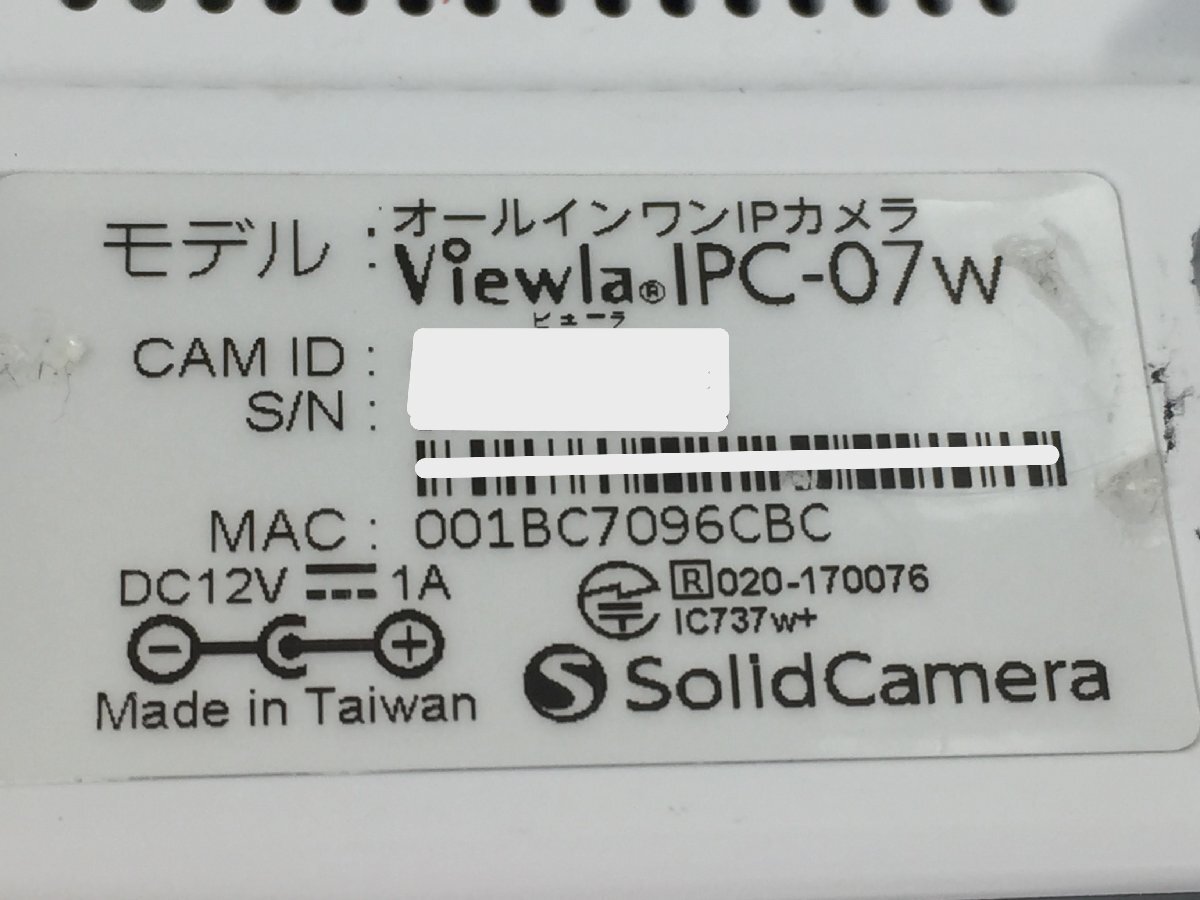 モデル : オールインワンIPカメラ
Viewla®IPC-07w
ビューラ
CAM ID :
S/N :
MAC : 001BC7096CBC
DC12V 1A
R 020-170076
IC737w+
SolidCamera
Made in Taiwan